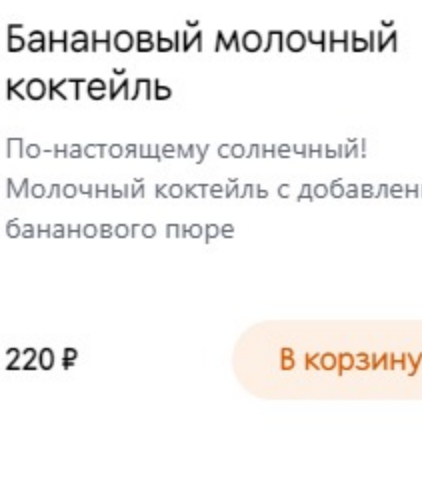 Банановый молочный
коктейль
По-настоящему солнечный!
Молочный коктейль с добавлен
бананового пюре
220 ₽
В корзину